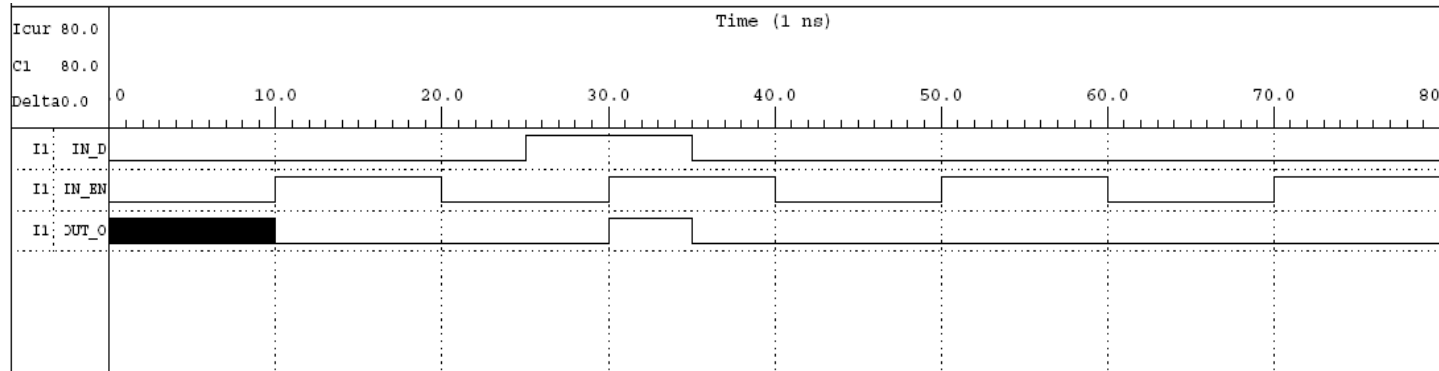 Time (1 ns)
Icur 80.0
C1 80.0
Delta0.0
.0 10.0 20.0 30.0 40.0 50.0 60.0 70.0 80
I1 IN_D
I1 IN_EN
I1 OUT_O